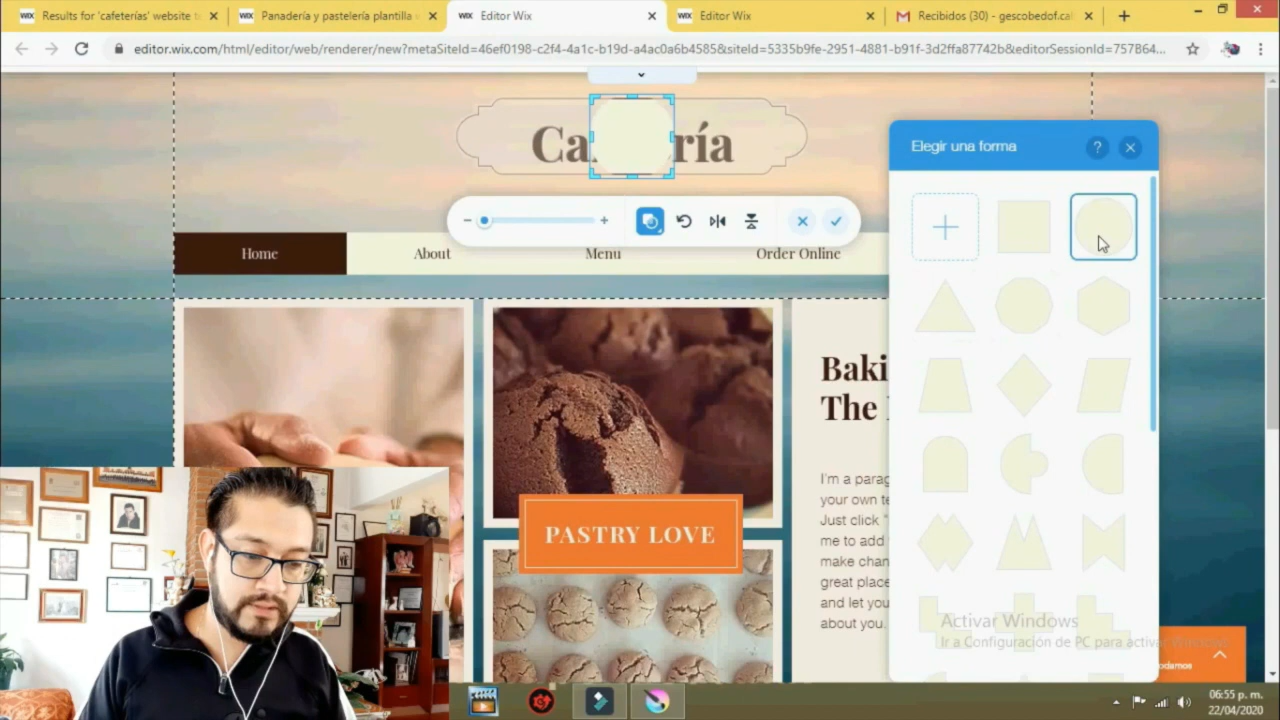 Results for 'cafeterías' website t
Panadería y pastelería plantilla
Editor Wix
Editor Wix
Recibidos (30) - gescobedof.ca
editor.wix.com/html/editor/web/renderer/new?metaSiteId=46ef0198-c2f4-4a1c-b19d-a4ac0a6b4585&siteId=5335b9fe-2951-4881-b91f-3d2ffa87742b&editorSessionId=757B64...
Ca ría
Elegir una forma
Home
About
Menu
Order Online
PASTRY LOVE
Baki
The
I'm a parag
your own te
Just click "
me to add
make chan
great place
and let you
about you.
Activar Windows
Ir a Configuración de PC para activar Windows.
odamos
06:55 p. m.
22/04/2020